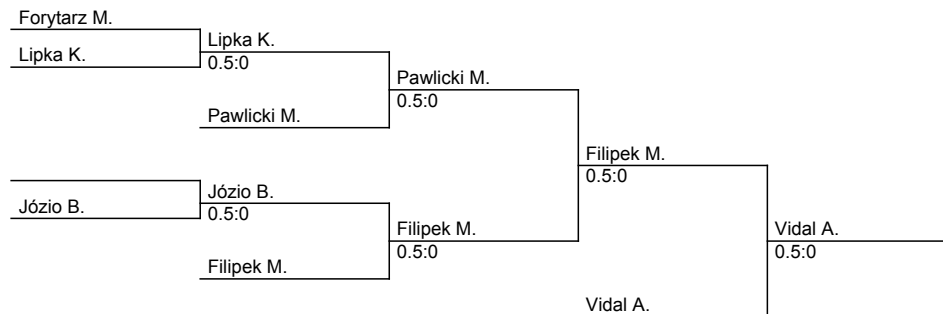 Forytarz M.
Lipka K.
Lipka K.
0.5:0
Pawlicki M.
Pawlicki M.
0.5:0
Józio B.
Józio B.
0.5:0
Filipek M.
Filipek M.
0.5:0
Filipek M.
0.5:0
Vidal A.
Vidal A.
0.5:0